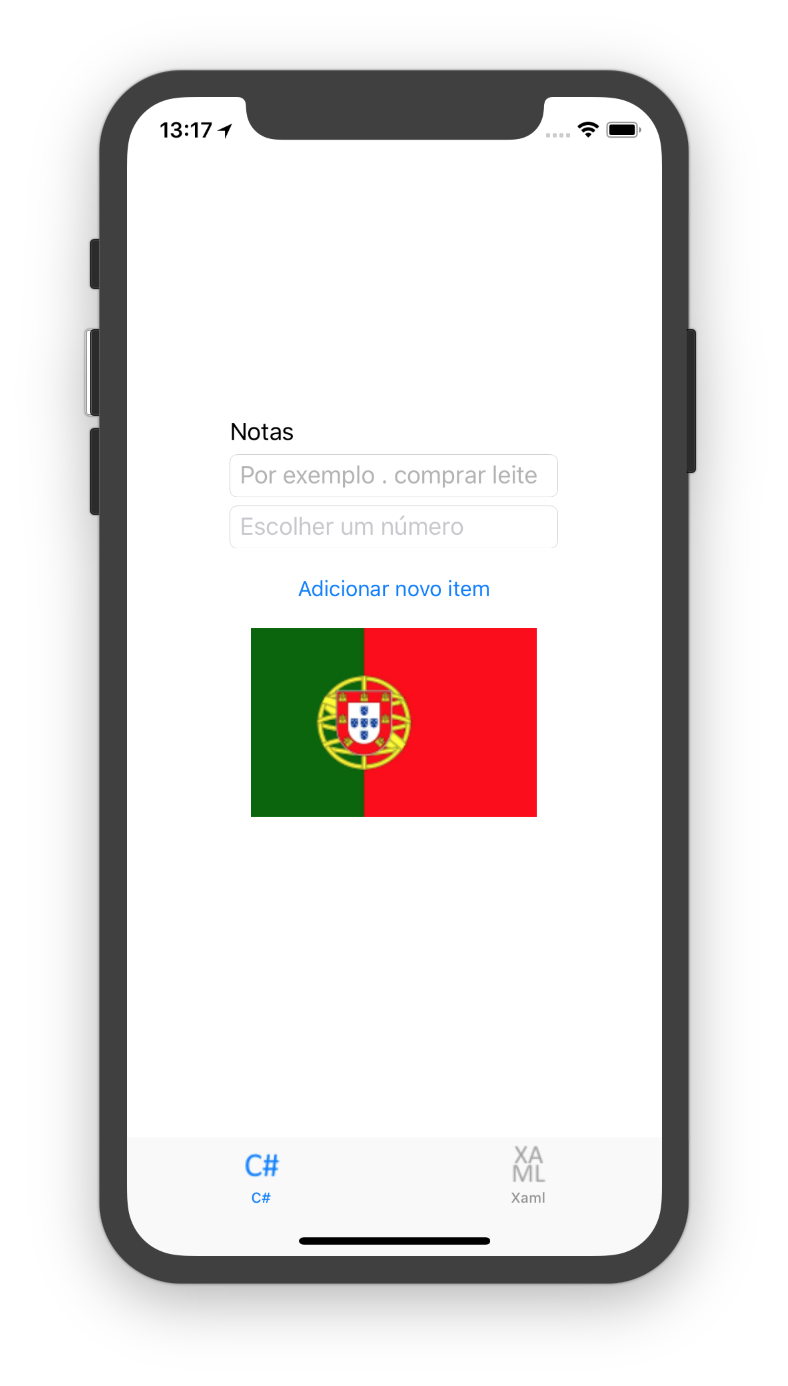 13:17
Notas
Por exemplo . comprar leite
Escolher um número
Adicionar novo item
C#
XA
ML
C#
Xaml